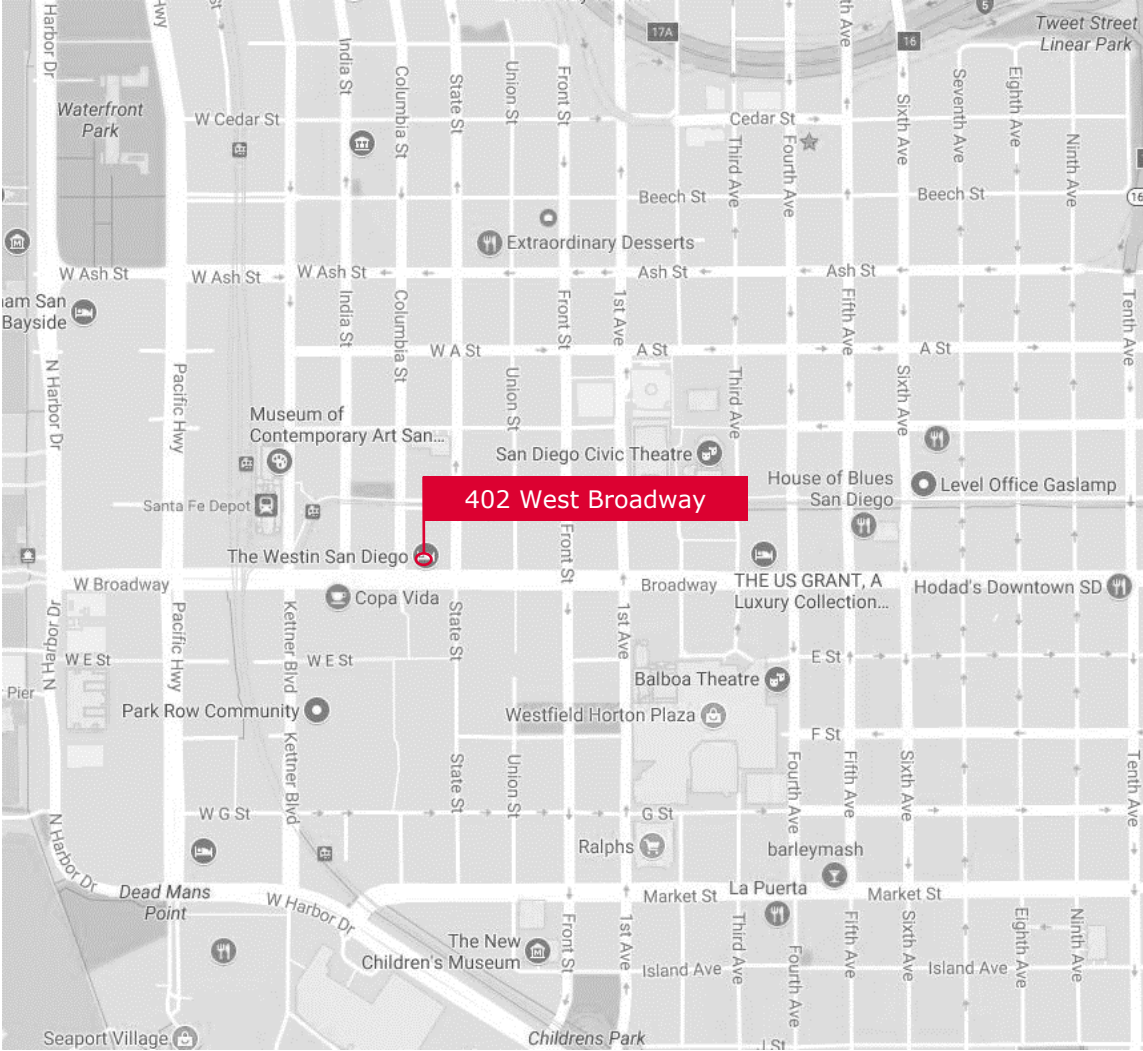 Harbor Dr
Hwy
St
17A
th Ave
5
16
Tweet Street
Linear Park
Waterfront
Park
W Cedar St
India St
Columbia St
State St
Union St
Front St
Cedar St
Third Ave
Fourth Ave
Sixth Ave
Seventh Ave
Eighth Ave
Ninth Ave
Beech St
Beech St
16
Extraordinary Desserts
W Ash St
W Ash St
W Ash St
Ash St
Ash St
am San
Bayside
India St
Columbia St
Front St
1st Ave
Fifth Ave
Tenth Ave
W A St
A St
A St
N Harbor Dr
Pacific Hwy
Union St
Third Ave
Sixth Ave
Museum of
Contemporary Art San...
San Diego Civic Theatre
House of Blues
San Diego
Level Office Gaslamp
402 West Broadway
Santa Fe Depot
Front St
The Westin San Diego
W Broadway
Broadway
THE US GRANT, A
Luxury Collection...
Hodad's Downtown SD
Copa Vida
N Harbor Dr
Pacific Hwy
Kettner Blvd
State St
1st Ave
W E St
W E St
E St
Pier
Balboa Theatre
Park Row Community
Westfield Horton Plaza
F St
Kettner Blvd
State St
Union St
Fourth Ave
Fifth Ave
Sixth Ave
Tenth Ave
W G St
G St
N Harbor Dr
Ralphs
barleymash
Dead Mans
Point
W Harbor Dr
Market St
La Puerta
Market St
The New
Children's Museum
Front St
1st Ave
Third Ave
Fourth Ave
Fifth Ave
Sixth Ave
Eighth Ave
Ninth Ave
Island Ave
Island Ave
Seaport Village
Childrens Park
J St